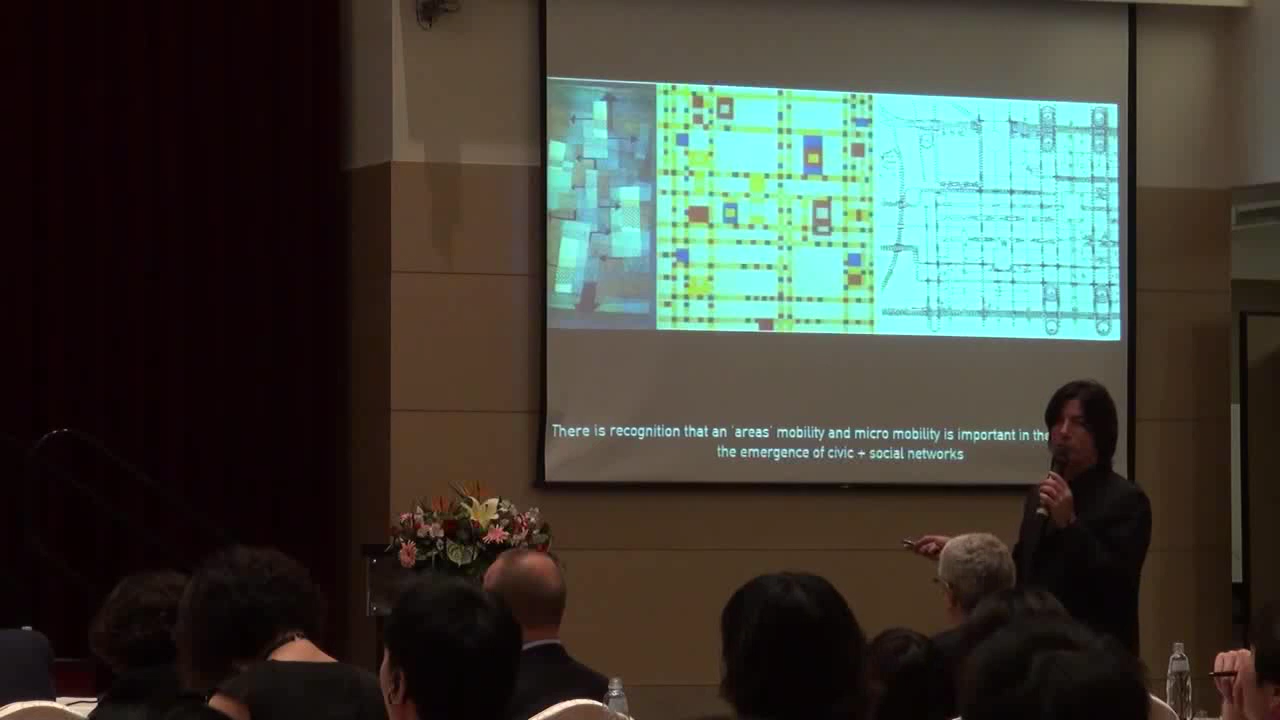 There is recognition that an 'areas' mobility and micro mobility is important in the
the emergence of civic + social networks